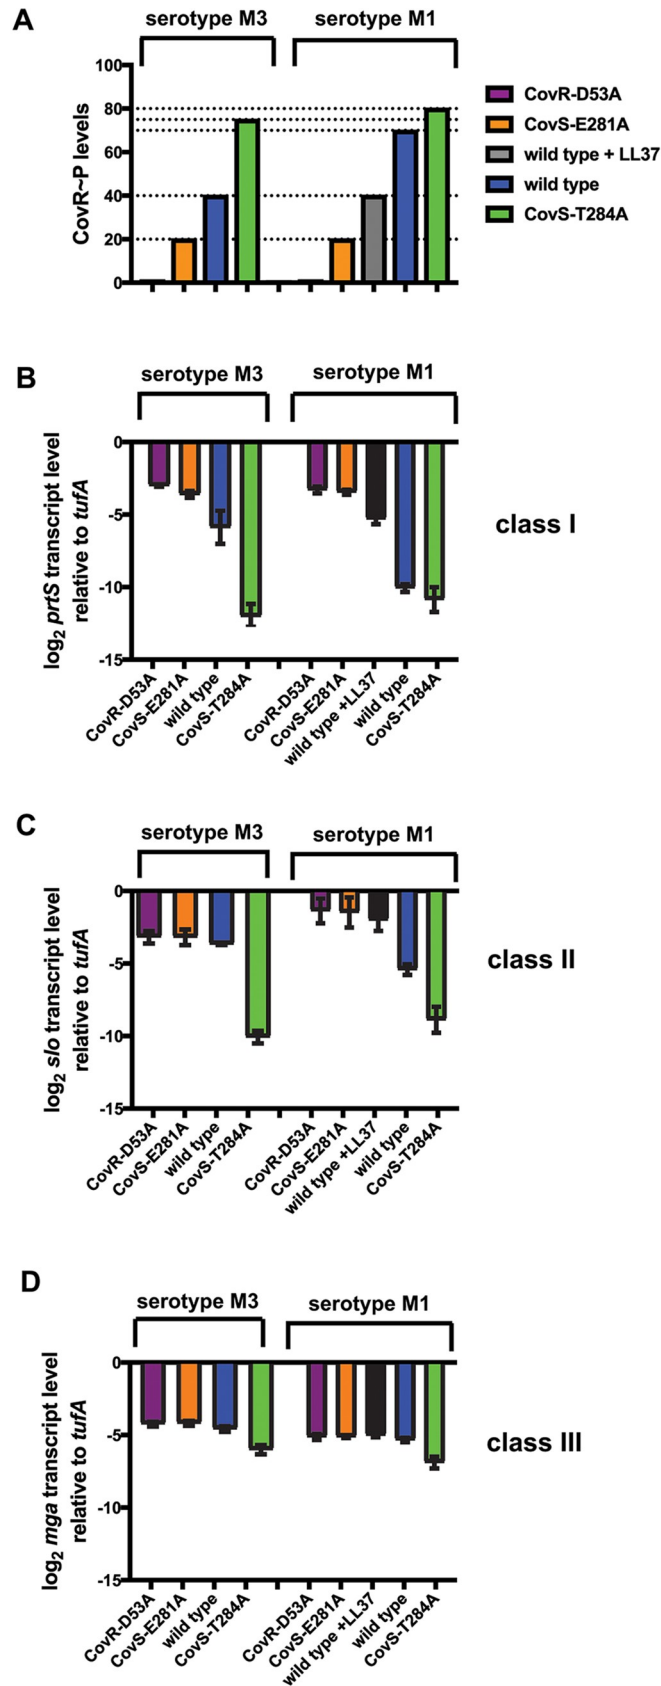 A
serotype M3
serotype M1
CovR~P levels
100
80
60
40
20
0
CovR-D53A
CovS-E281A
wild type + LL37
wild type
CovS-T284A
B
serotype M3
serotype M1
log2 prtS transcript level
relative to tufA
0
-5
-10
-15
CovR-D53A
CovS-E281A
wild type
CovS-T284A
CovR-D53A
CovS-E281A
wild type +LL37
wild type
CovS-T284A
class I
C
serotype M3
serotype M1
log2 slo transcript level
relative to tufA
0
-5
-10
-15
CovR-D53A
CovS-E281A
wild type
CovS-T284A
CovR-D53A
CovS-E281A
wild type +LL37
wild type
CovS-T284A
class II
D
serotype M3
serotype M1
log2 mga transcript level
relative to tufA
0
-5
-10
-15
CovR-D53A
CovS-E281A
wild type
CovS-T284A
CovR-D53A
CovS-E281A
wild type +LL37
wild type
CovS-T284A
class III